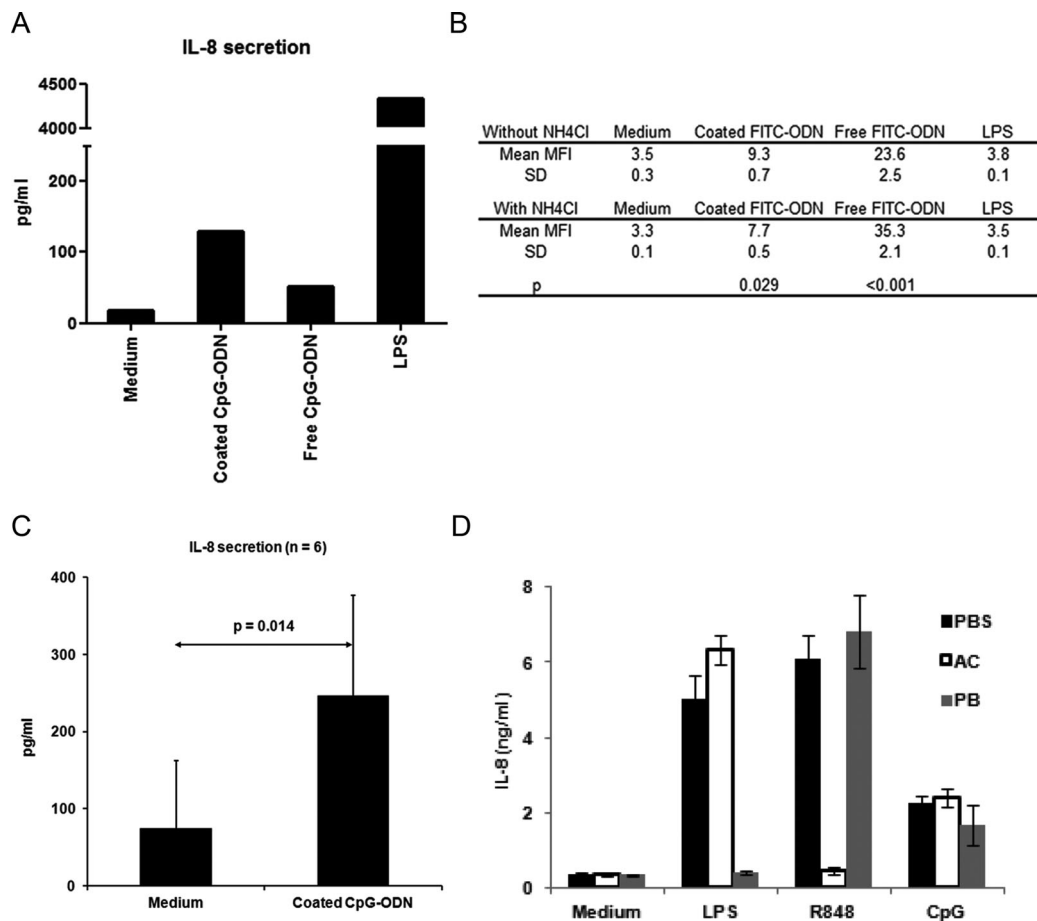 A
IL-8 secretion
4500
4000
200
100
0
pg/ml
Medium
Coated CpG-ODN
Free CpG-ODN
LPS
B
Without NH4Cl Medium Coated FITC-ODN Free FITC-ODN LPS
Mean MFI 3.5 9.3 23.6 3.8
SD 0.3 0.7 2.5 0.1
With NH4Cl Medium Coated FITC-ODN Free FITC-ODN LPS
Mean MFI 3.3 7.7 35.3 3.5
SD 0.1 0.5 2.1 0.1
p 0.029 <0.001
C
IL-8 secretion (n = 6)
400
300
200
100
0
pg/ml
p = 0.014
Medium Coated CpG-ODN
D
8
6
4
2
0
IL-8 (ng/ml)
PBS
AC
PB
Medium LPS R848 CpG